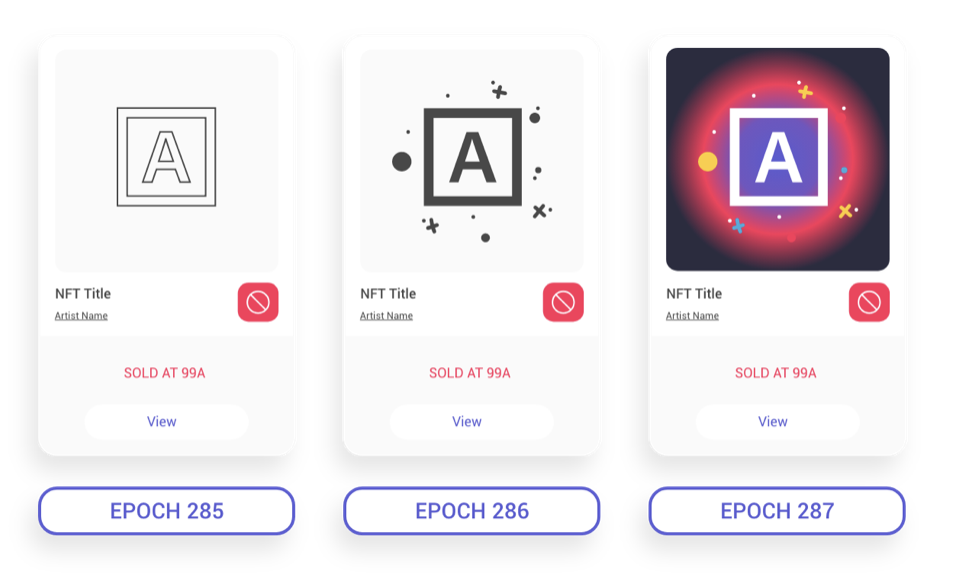 A
NFT Title
Artist Name
SOLD AT 99A
View
EPOCH 285
A
NFT Title
Artist Name
SOLD AT 99A
View
EPOCH 286
A
NFT Title
Artist Name
SOLD AT 99A
View
EPOCH 287